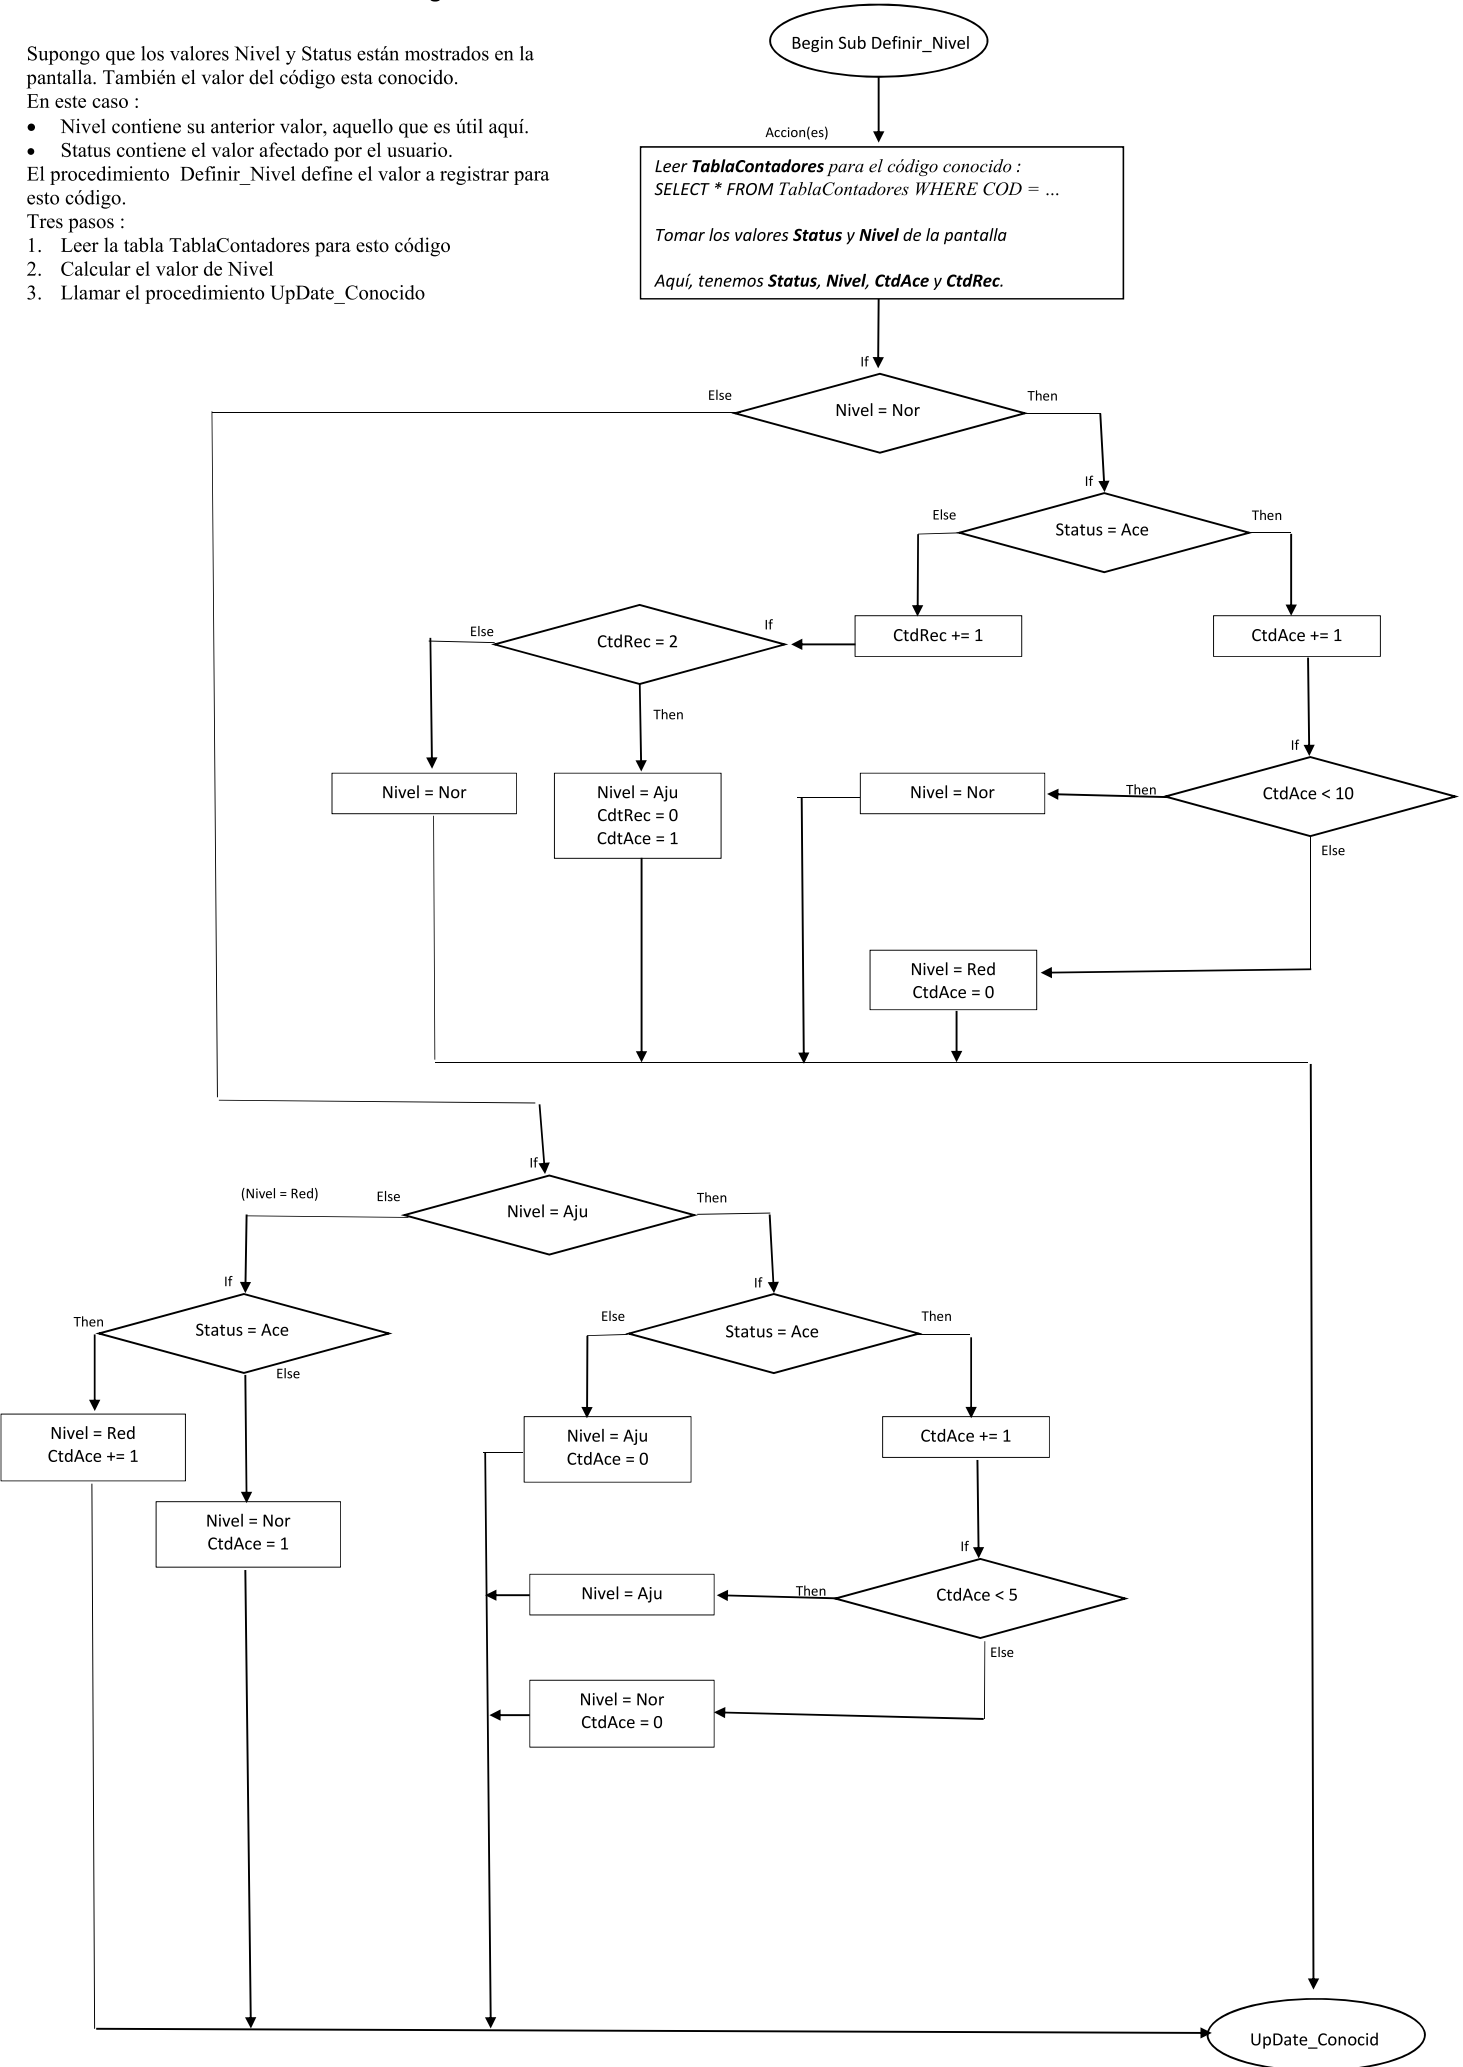 Supongo que los valores Nivel y Status están mostrados en la
pantalla. También el valor del código esta conocido.
En este caso :
• Nivel contiene su anterior valor, aquello que es útil aquí.
• Status contiene el valor afectado por el usuario.
El procedimiento Definir_Nivel define el valor a registrar para
esto código.
Tres pasos :
1. Leer la tabla TablaContadores para esto código
2. Calcular el valor de Nivel
3. Llamar el procedimiento UpDate_Conocido
Begin Sub Definir_Nivel
Accion(es)
Leer TablaContadores para el código conocido :
SELECT * FROM TablaContadores WHERE COD = ...
Tomar los valores Status y Nivel de la pantalla
Aquí, tenemos Status, Nivel, CtdAce y CtdRec.
If
Else
Nivel = Nor
Then
If
Else
Status = Ace
Then
Else
CtdRec = 2
If
CtdRec += 1
CtdAce += 1
Then
If
Nivel = Nor
Nivel = Aju
CdtRec = 0
CdtAce = 1
Nivel = Nor
Then
CtdAce < 10
Else
Nivel = Red
CtdAce = 0
If
(Nivel = Red)
Else
Nivel = Aju
Then
If
Then
Status = Ace
Else
If
Else
Status = Ace
Then
Nivel = Red
CtdAce += 1
Nivel = Nor
CtdAce = 1
Nivel = Aju
CtdAce = 0
CtdAce += 1
If
Nivel = Aju
Then
CtdAce < 5
Else
Nivel = Nor
CtdAce = 0
UpDate_Conocid